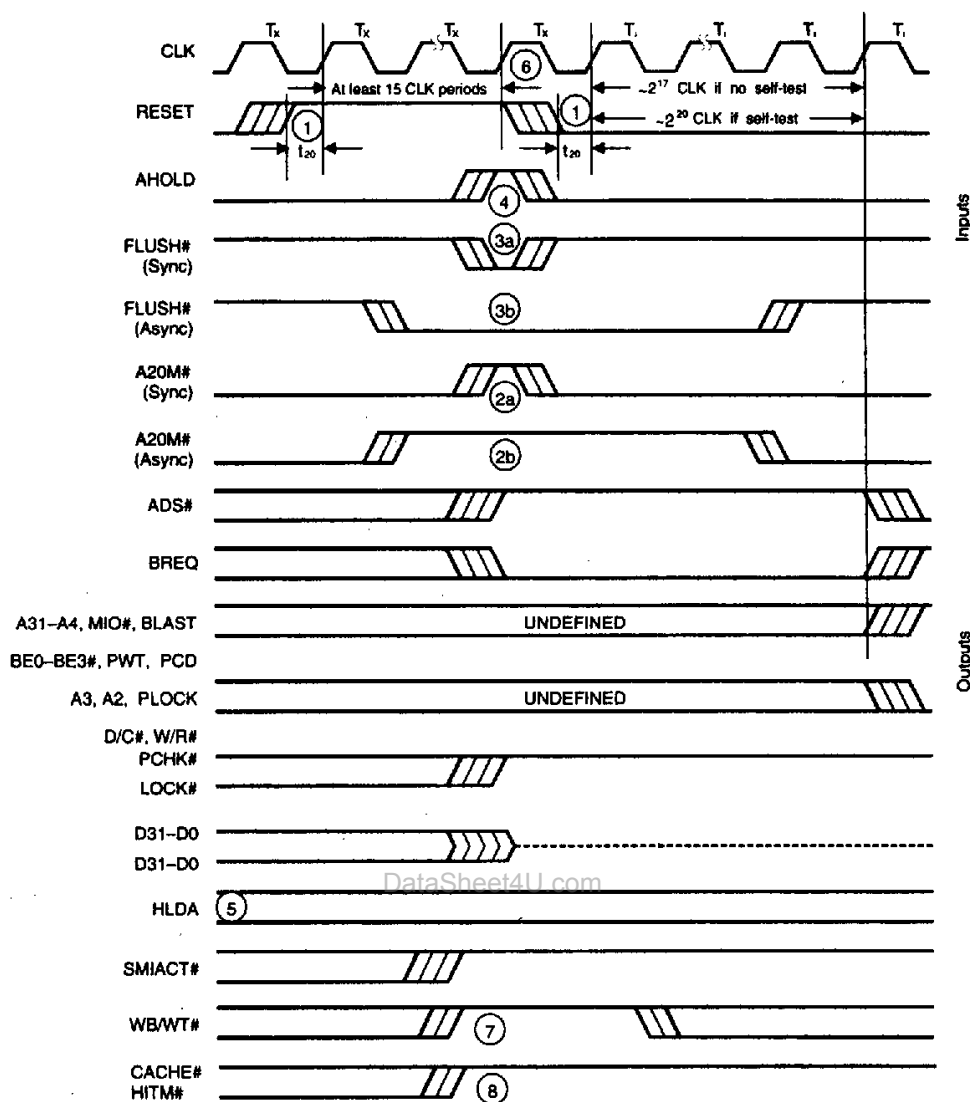 Tx Tx Tx Tx Ti Ti Ti Ti
CLK
6
At least 15 CLK periods
~2^17 CLK if no self-test
RESET
1
1
~2^20 CLK if self-test
t20
t20
AHOLD
4
Inputs
FLUSH#
(Sync)
3a
FLUSH#
(Async)
3b
A20M#
(Sync)
2a
A20M#
(Async)
2b
ADS#
BREQ
A31–A4, MIO#, BLAST
UNDEFINED
BE0–BE3#, PWT, PCD
Outputs
A3, A2, PLOCK
UNDEFINED
D/C#, W/R#
PCHK#
LOCK#
D31–D0
D31–D0
DataSheet4U.com
HLDA
5
SMIACT#
WB/WT#
7
CACHE#
HITM#
8